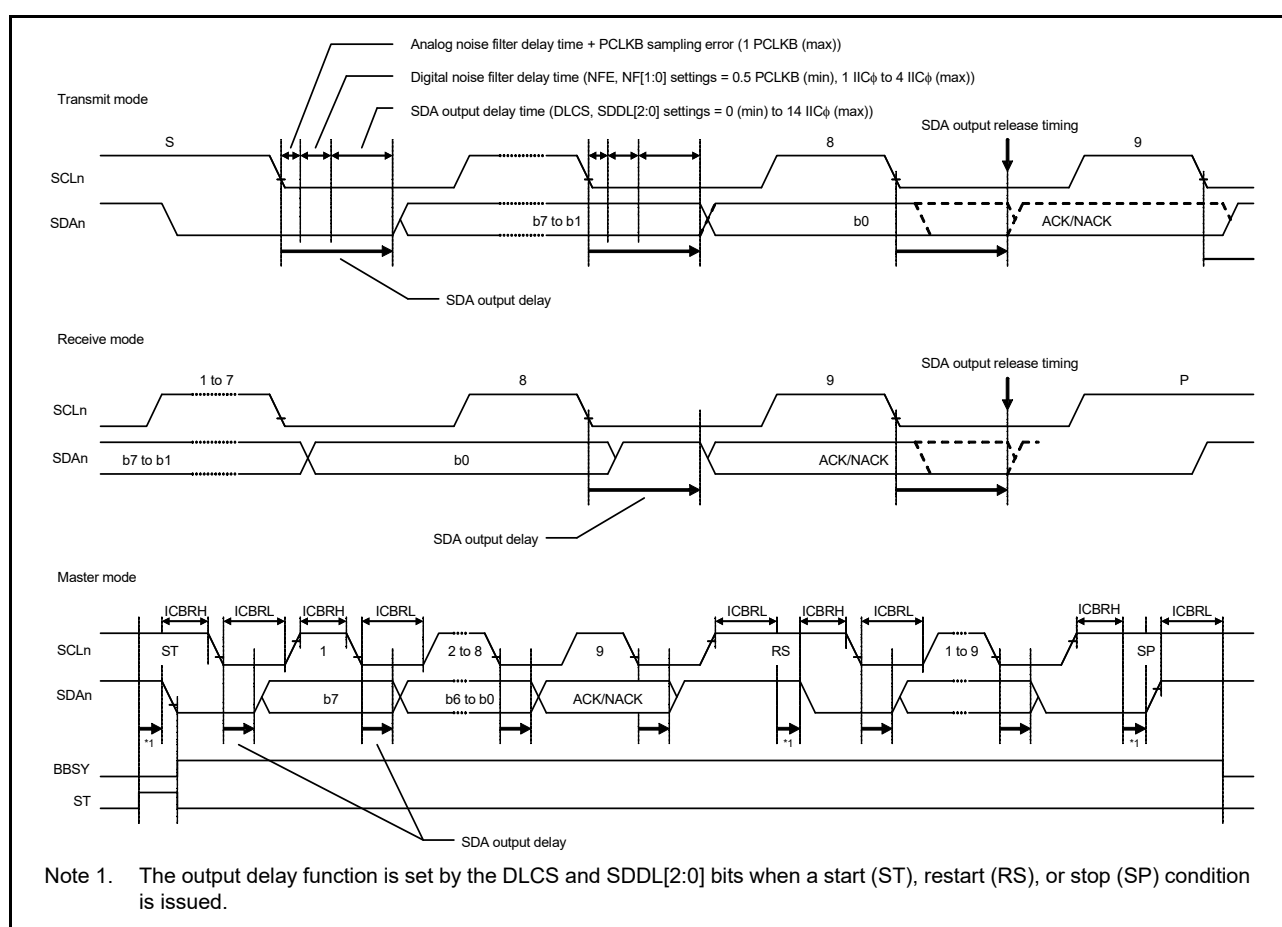 Analog noise filter delay time + PCLKB sampling error (1 PCLKB (max))
Digital noise filter delay time (NFE, NF[1:0] settings = 0.5 PCLKB (min), 1 IICϕ to 4 IICϕ (max))
Transmit mode
SDA output delay time (DLCS, SDDL[2:0] settings = 0 (min) to 14 IICϕ (max))
SDA output release timing
S 8 9
SCLn
SDAn b7 to b1 b0 ACK/NACK
SDA output delay
Receive mode
SDA output release timing
1 to 7 8 9 P
SCLn
SDAn b7 to b1 b0 ACK/NACK
SDA output delay
Master mode
ICBRH ICBRL ICBRH ICBRL ICBRL ICBRH ICBRL ICBRH ICBRL
SCLn ST 1 2 to 8 9 RS 1 to 9 SP
SDAn b7 b6 to b0 ACK/NACK
*1 *1 *1
BBSY
ST
SDA output delay
Note 1. The output delay function is set by the DLCS and SDDL[2:0] bits when a start (ST), restart (RS), or stop (SP) condition
is issued.